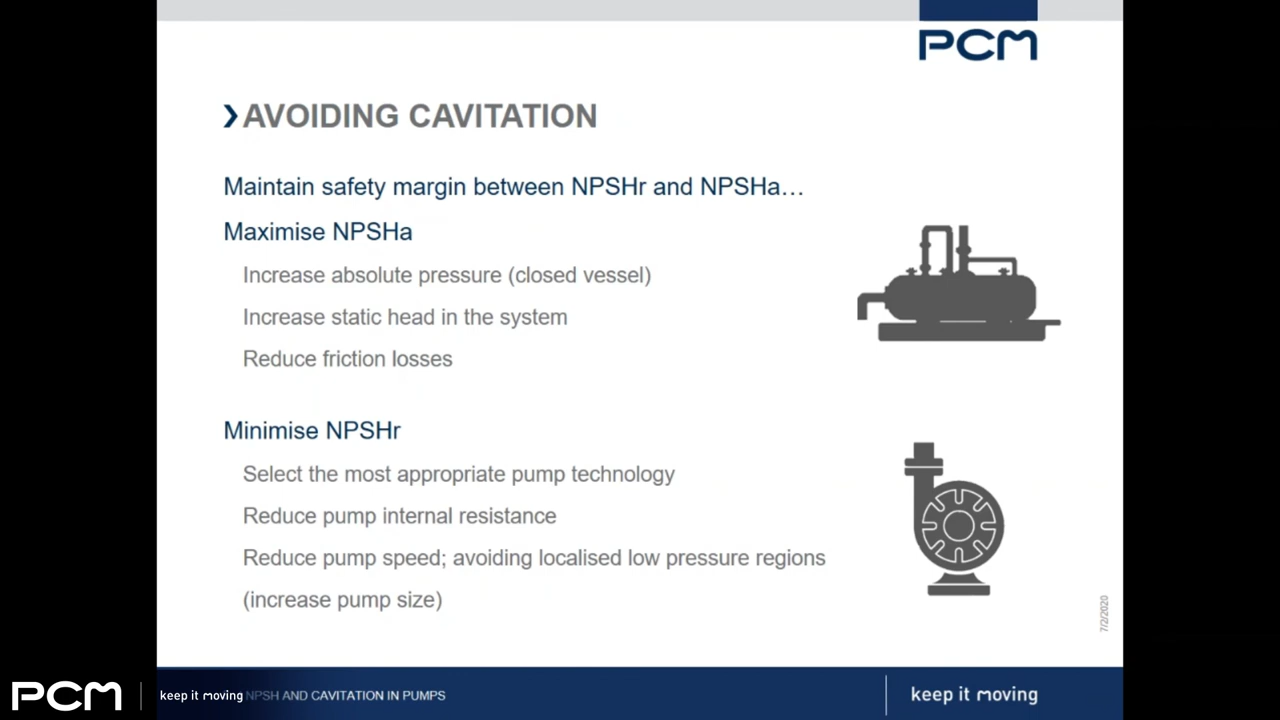 PCM
AVOIDING CAVITATION
Maintain safety margin between NPSHr and NPSHa…
Maximise NPSHa
Increase absolute pressure (closed vessel)
Increase static head in the system
Reduce friction losses
Minimise NPSHr
Select the most appropriate pump technology
Reduce pump internal resistance
Reduce pump speed; avoiding localised low pressure regions
(increase pump size)
7/2/2020
PCM keep it moving NPSH AND CAVITATION IN PUMPS keep it moving